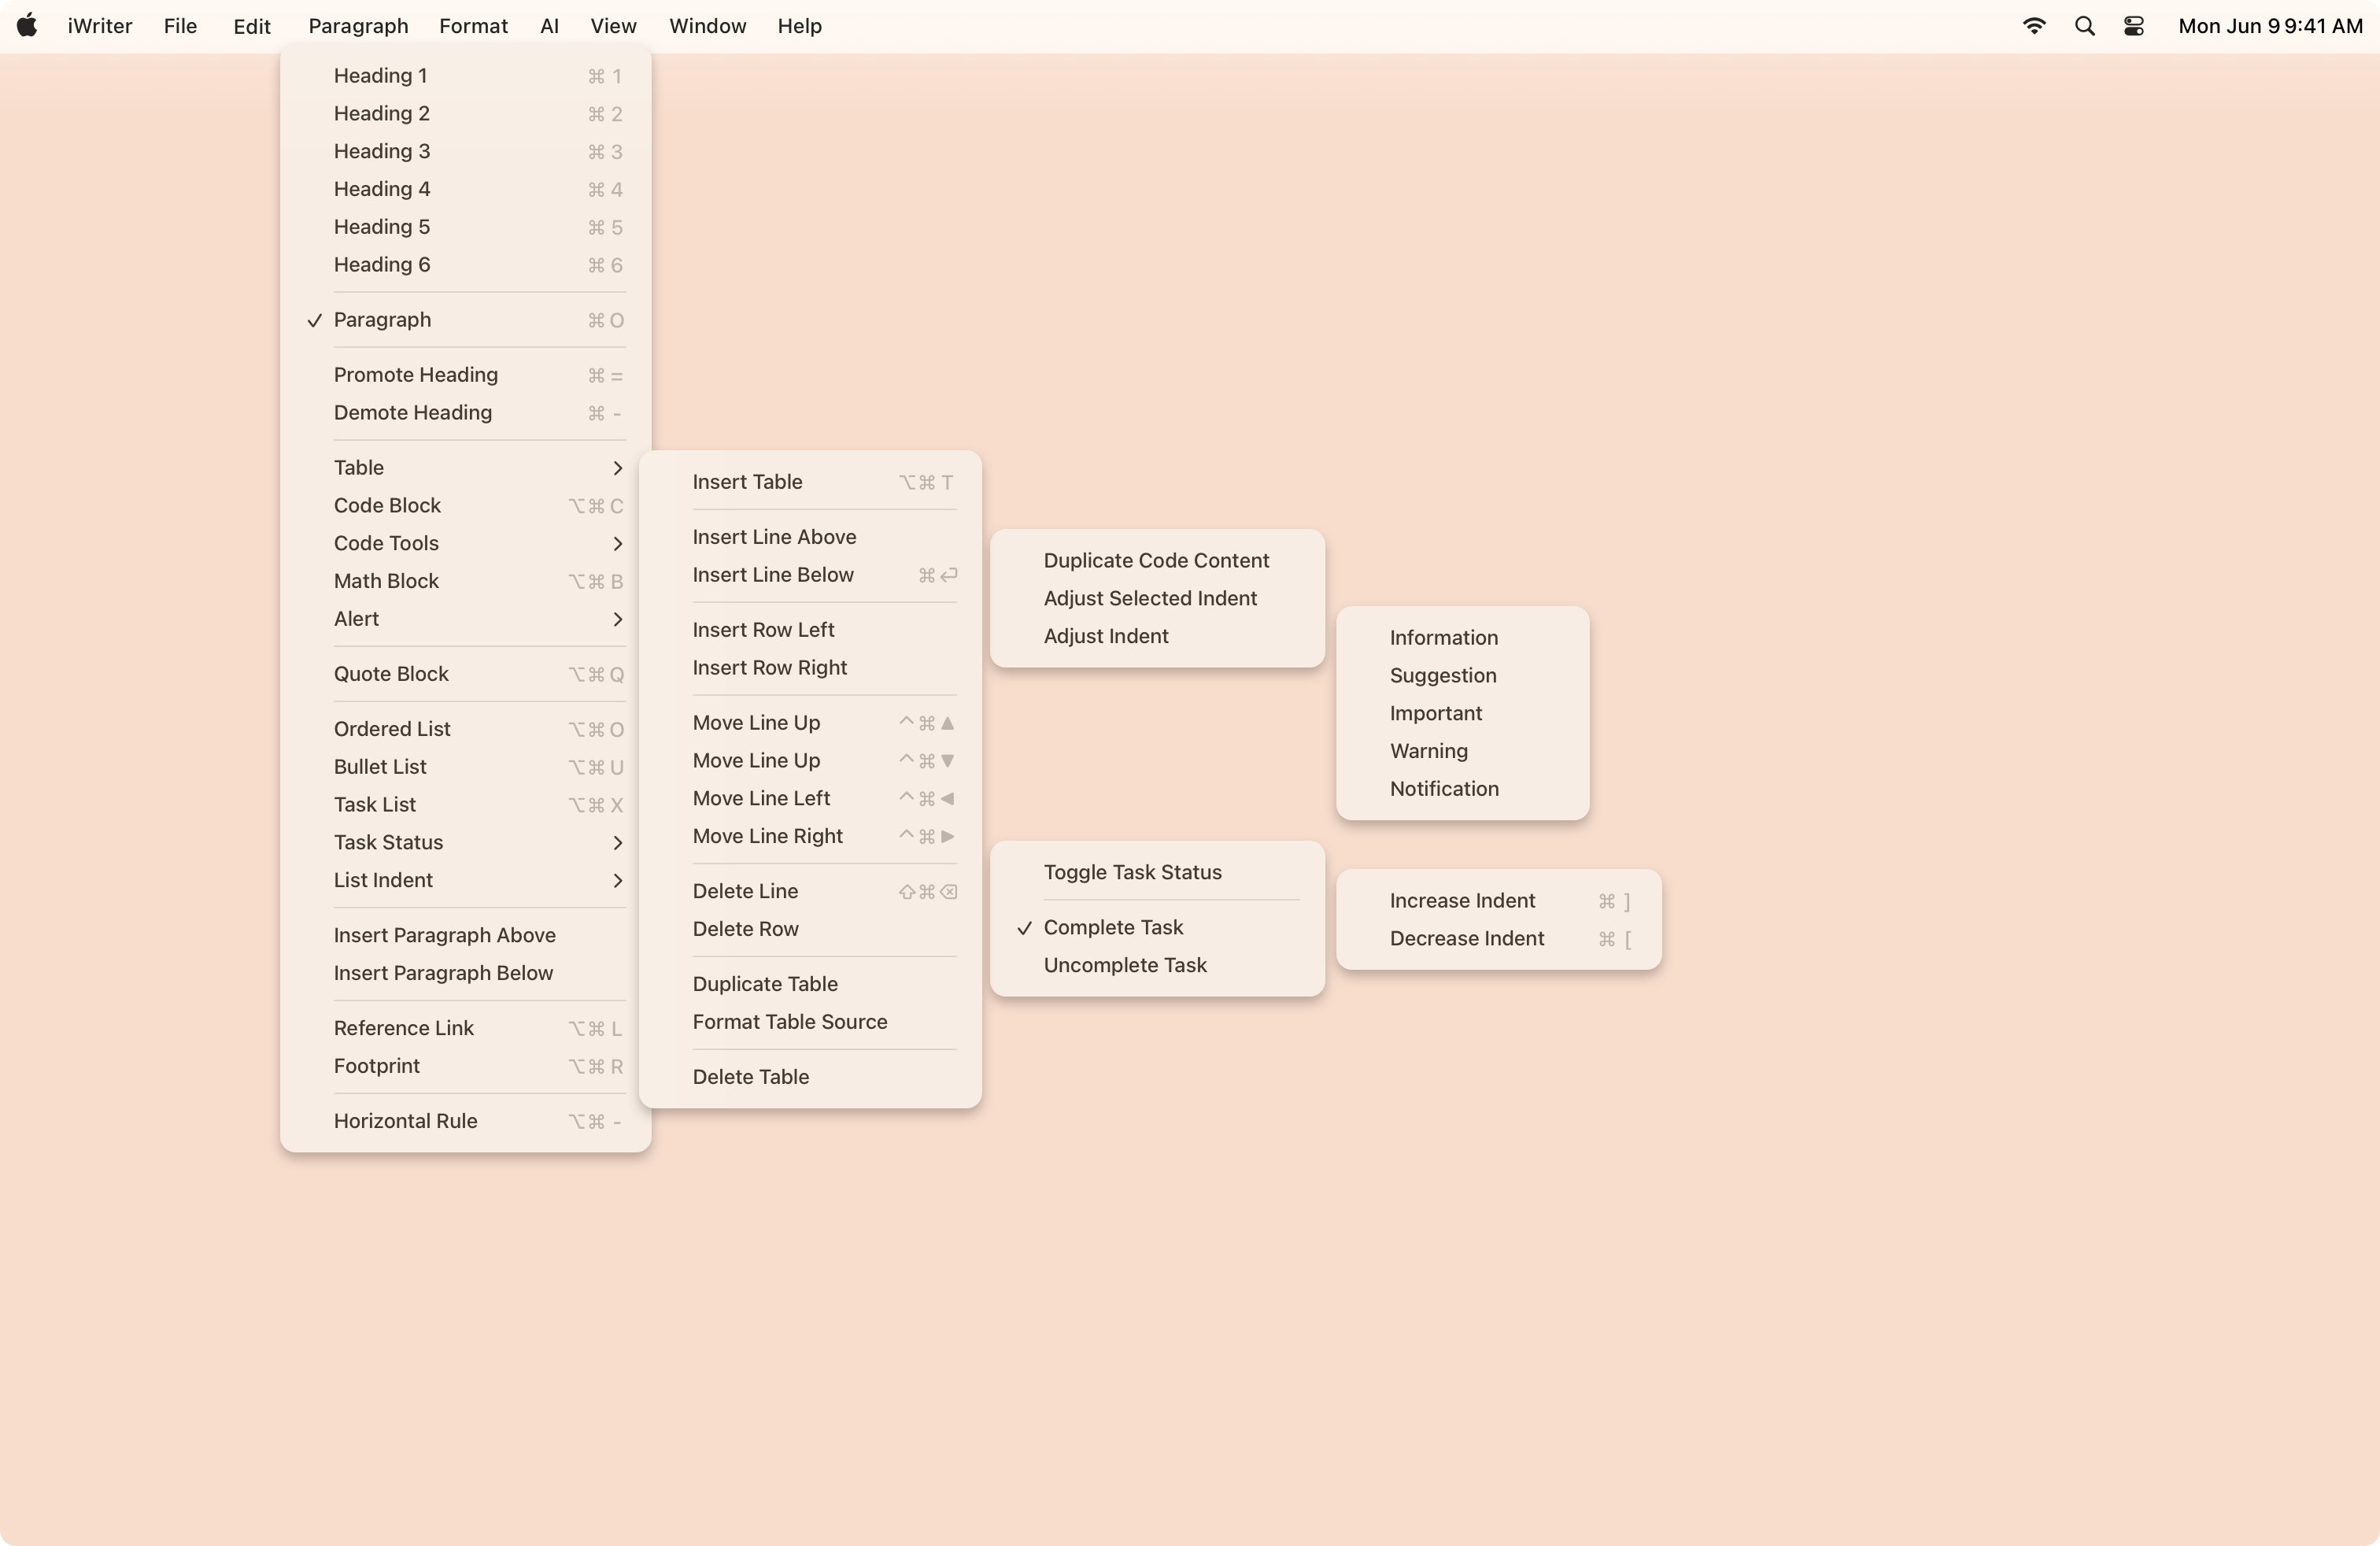 iWriter File Edit Paragraph Format AI View Window Help Mon Jun 9 9:41 AM
Heading 1 ⌘ 1
Heading 2 ⌘ 2
Heading 3 ⌘ 3
Heading 4 ⌘ 4
Heading 5 ⌘ 5
Heading 6 ⌘ 6
✓ Paragraph ⌘ O
Promote Heading ⌘ =
Demote Heading ⌘ -
Table >
Code Block ⌥⌘ C
Code Tools >
Math Block ⌥⌘ B
Alert >
Quote Block ⌥⌘ Q
Ordered List ⌥⌘ O
Bullet List ⌥⌘ U
Task List ⌥⌘ X
Task Status >
List Indent >
Insert Paragraph Above
Insert Paragraph Below
Reference Link ⌥⌘ L
Footprint ⌥⌘ R
Horizontal Rule ⌥⌘ -
Insert Table ⌥⌘ T
Insert Line Above
Insert Line Below ⌘ ↩
Insert Row Left
Insert Row Right
Move Line Up ^⌘ ▲
Move Line Up ^⌘ ▼
Move Line Left ^⌘ ◀
Move Line Right ^⌘ ▶
Delete Line ⇧⌘ ⌫
Delete Row
Duplicate Table
Format Table Source
Delete Table
Duplicate Code Content
Adjust Selected Indent
Adjust Indent
Information
Suggestion
Important
Warning
Notification
Toggle Task Status
✓ Complete Task
Uncomplete Task
Increase Indent ⌘ ]
Decrease Indent ⌘ [